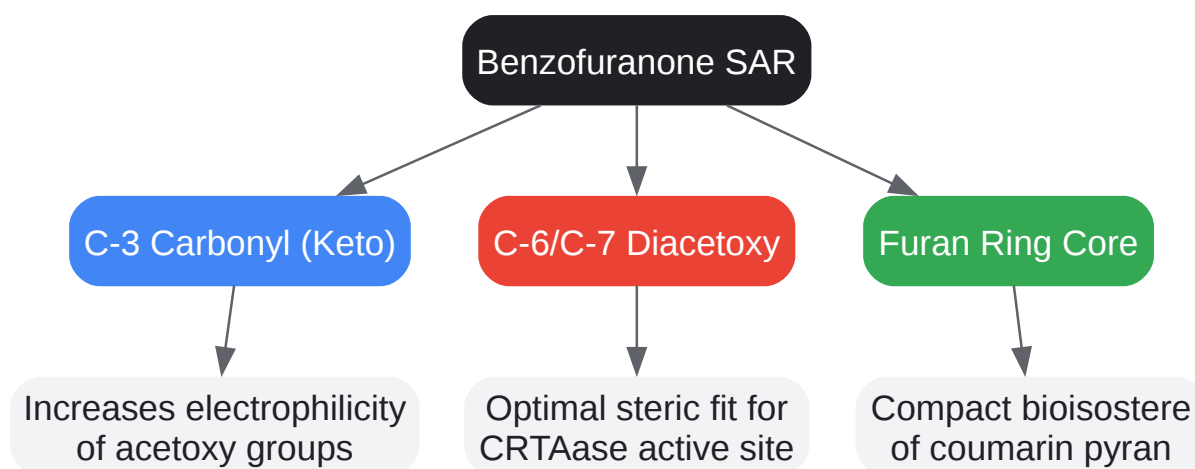 Benzofuranone SAR
C-3 Carbonyl (Keto)
C-6/C-7 Diacetoxy
Furan Ring Core
Increases electrophilicity
of acetoxy groups
Optimal steric fit for
CRTAase active site
Compact bioisostere
of coumarin pyran